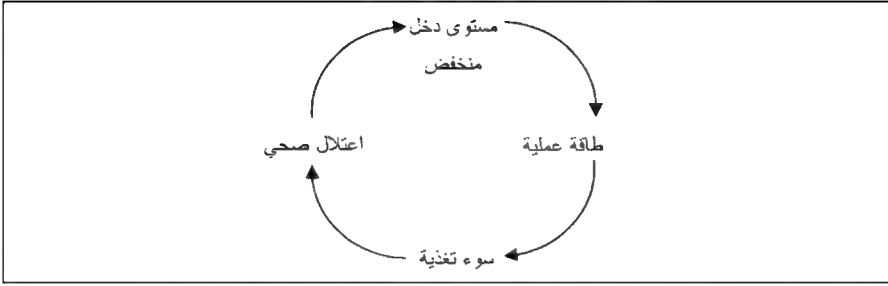 مستوى دخل
منخفض
طاقة عملية
اعتلال صحي
سوء تغذية